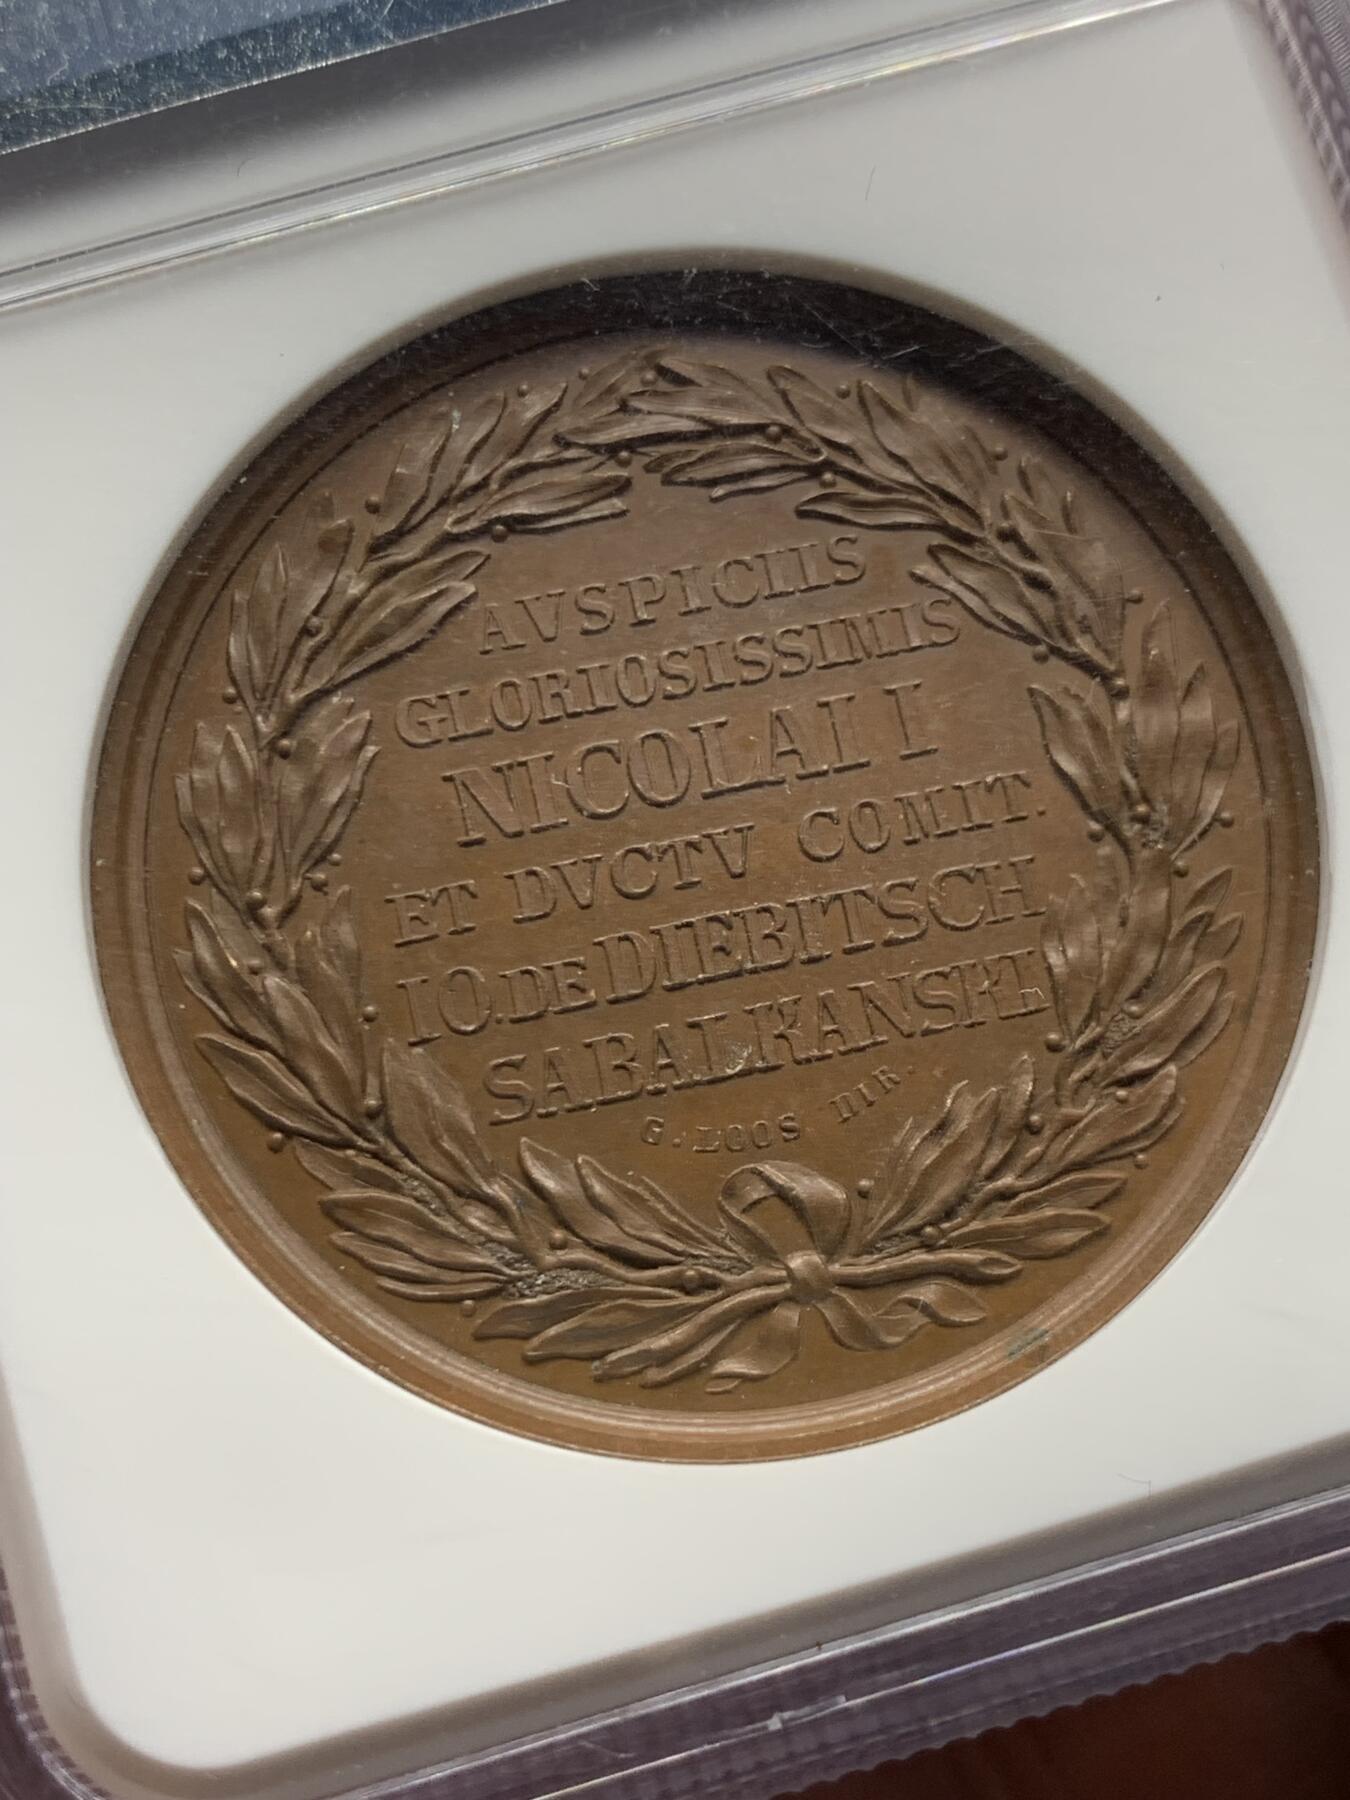 AVSPICIIS
GLORIOSISSIMIS
NICOLAI I
ET DVCTV COMIT.
IO.DE DIEBITSCH
SABALKANSKI
G. LOOS DIR.